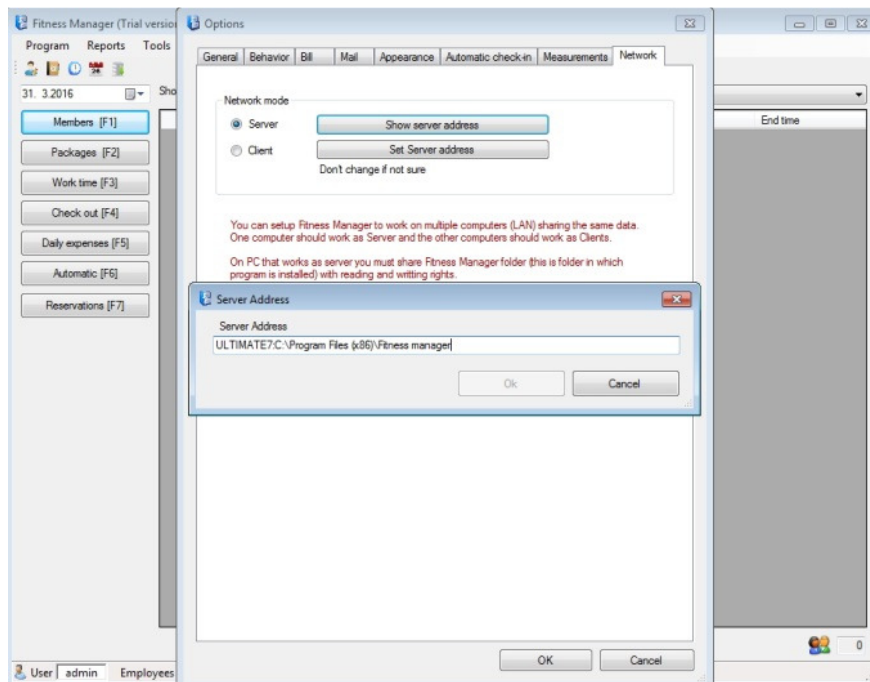 Fitness Manager (Trial version
Program Reports Tools
31. 3.2016
Sho
Members [F1]
Packages [F2]
Work time [F3]
Check out [F4]
Daily expenses [F5]
Automatic [F6]
Reservations [F7]
End time
Options
General Behavior Bill Mail Appearance Automatic check-in Measurements Network
Network mode
Server Show server address
Client Set Server address
Don't change if not sure
You can setup Fitness Manager to work on multiple computers (LAN) sharing the same data.
One computer should work as Server and the other computers should work as Clients.
On PC that works as server you must share Fitness Manager folder (this is folder in which
program is installed) with reading and writting rights.
Server Address
Server Address
ULTIMATE7:C:\Program Files (x86)\Fitness manager
Ok Cancel
OK Cancel
0
User admin Employees